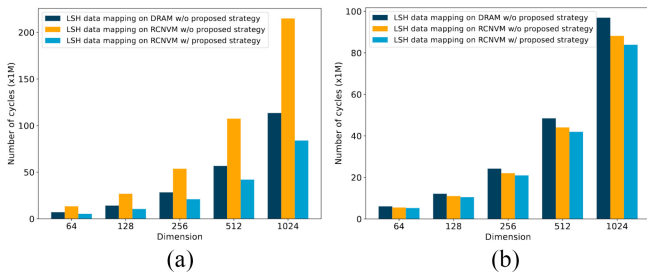 LSH data mapping on DRAM w/o proposed strategy
LSH data mapping on RCNVM w/o proposed strategy
LSH data mapping on RCNVM w/ proposed strategy
Number of cycles (x1M)
200
150
100
50
0
64 128 256 512 1024
Dimension
(a)
LSH data mapping on DRAM w/o proposed strategy
LSH data mapping on RCNVM w/o proposed strategy
LSH data mapping on RCNVM w/ proposed strategy
Number of cycles (x1M)
100
80
60
40
20
0
64 128 256 512 1024
Dimension
(b)